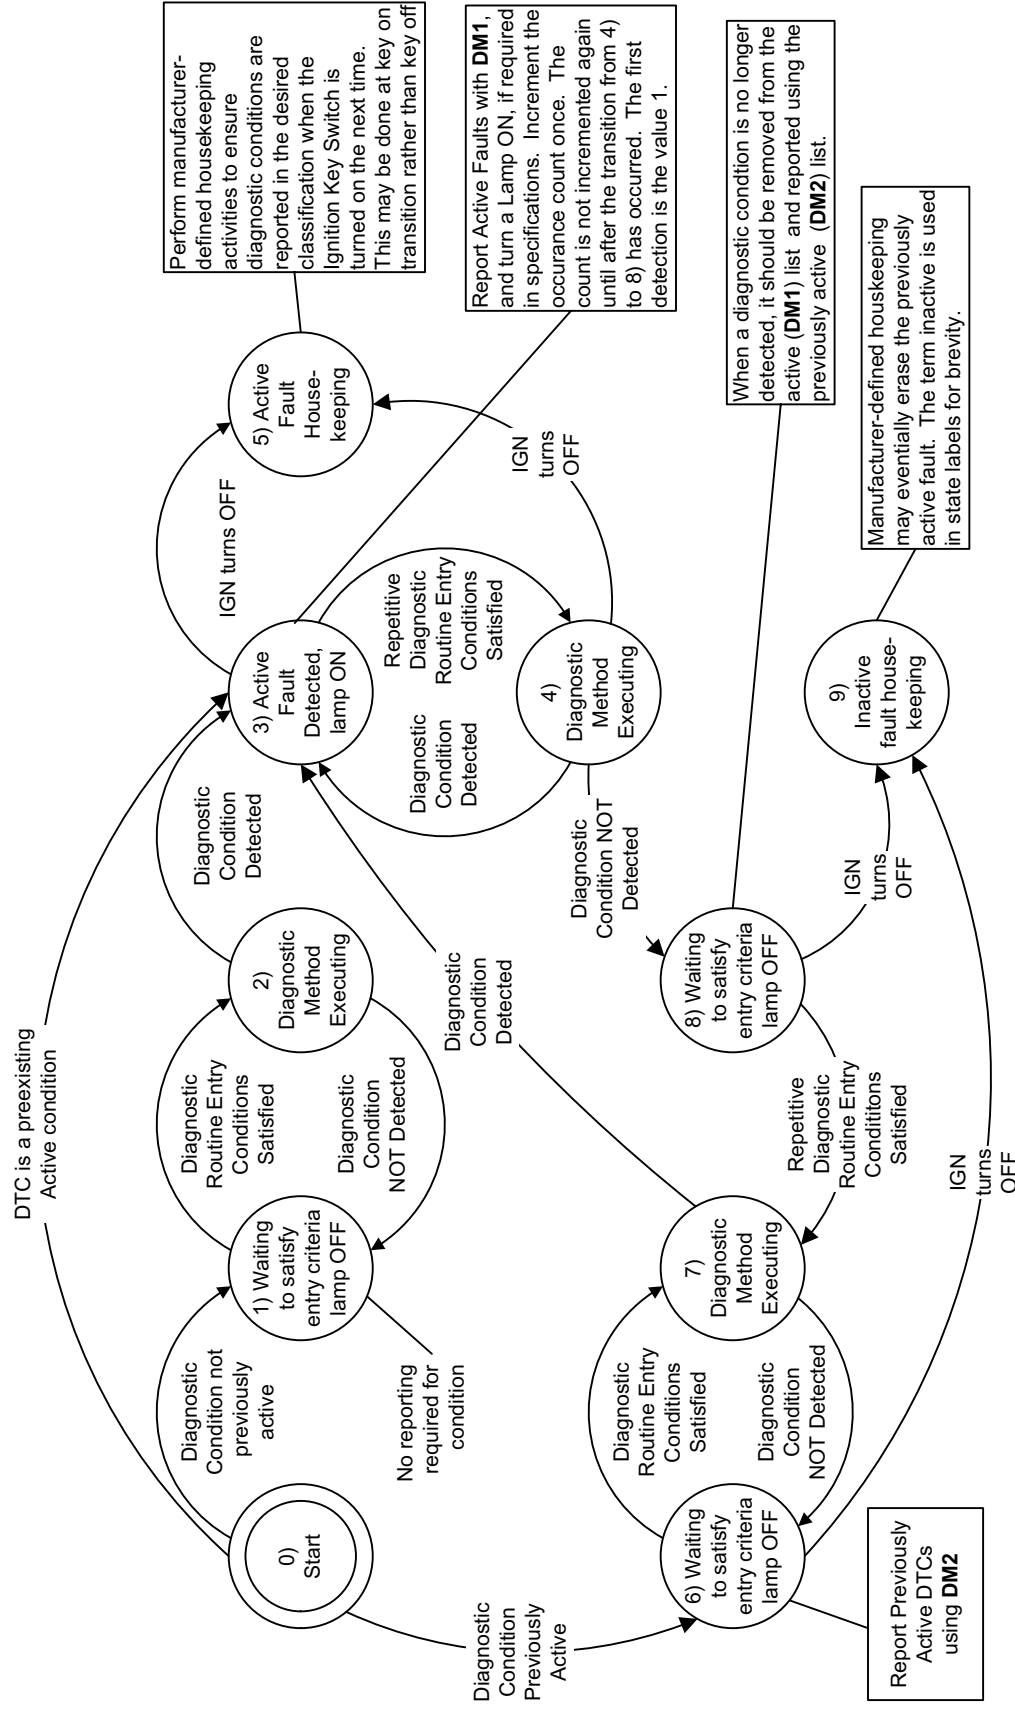 DTC is a preexisting
Active condition
0)
Start
Diagnostic
Condition not
previously
active
1) Waiting
to satisfy
entry criteria
lamp OFF
No reporting
required for
condition
Diagnostic
Routine Entry
Conditions
Satisfied
Diagnostic
Condition
NOT Detected
2)
Diagnostic
Method
Executing
Diagnostic
Condition
Detected
3) Active
Fault
Detected,
lamp ON
IGN turns OFF
5) Active
Fault
House-
keeping
Perform manufacturer-
defined housekeeping
activities to ensure
diagnostic conditions are
reported in the desired
classification when the
Ignition Key Switch is
turned on the next time.
This may be done at key on
transition rather than key off
Diagnostic
Condition
Detected
Repetitive
Diagnostic
Routine Entry
Conditions
Satisfied
4)
Diagnostic
Method
Executing
IGN
turns
OFF
Report Active Faults with DM1,
and turn a Lamp ON, if required
in specifications. Increment the
occurance count once. The
count is not incremented again
until after the transition from 4)
to 8) has occurred. The first
detection is the value 1.
Diagnostic
Condition
Previously
Active
Diagnostic
Condition
Detected
Diagnostic
Condition NOT
Detected
6) Waiting
to satisfy
entry criteria
lamp OFF
Report Previously
Active DTCs
using DM2
Diagnostic
Routine Entry
Conditions
Satisfied
Diagnostic
Condition
NOT Detected
7)
Diagnostic
Method
Executing
Repetitive
Diagnostic
Routine Entry
Condititons
Satisfied
8) Waiting
to satisfy
entry criteria
lamp OFF
IGN
turns
OFF
9)
Inactive
fault house-
keeping
IGN
turns
OFF
When a diagnostic condtion is no longer
detected, it should be removed from the
active (DM1) list and reported using the
previously active (DM2) list.
Manufacturer-defined houskeeping
may eventially erase the previously
active fault. The term inactive is used
in state labels for brevity.